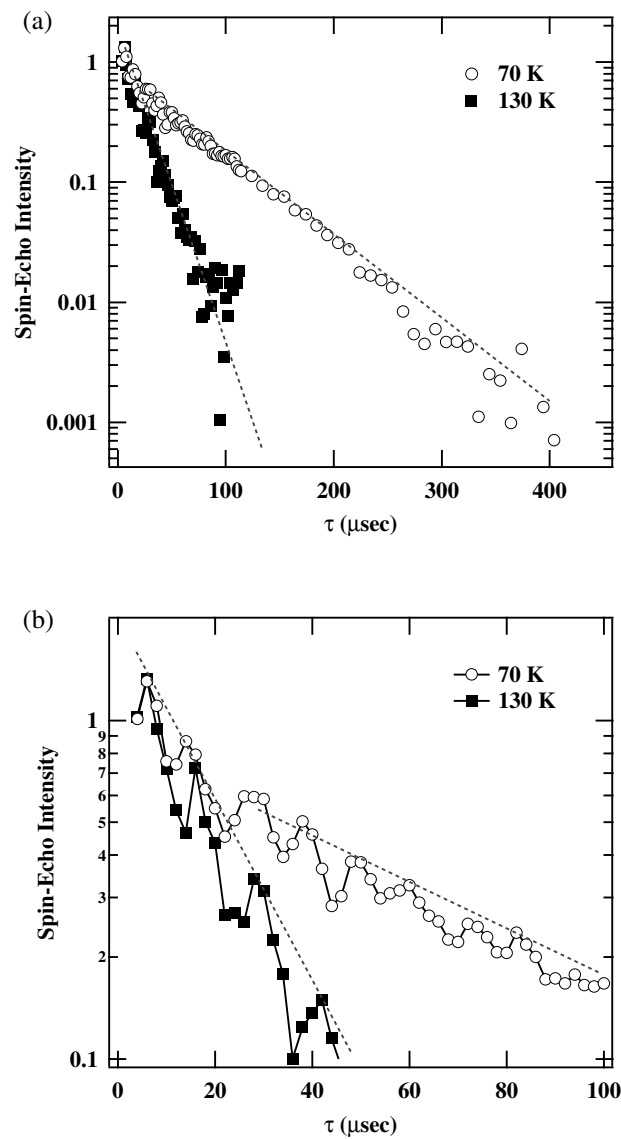 (a)
Spin-Echo Intensity
1
0.1
0.01
0.001
70 K
130 K
0 100 200 300 400
τ (μsec)
(b)
Spin-Echo Intensity
1
9
8
7
6
5
4
3
2
0.1
70 K
130 K
0 20 40 60 80 100
τ (μsec)